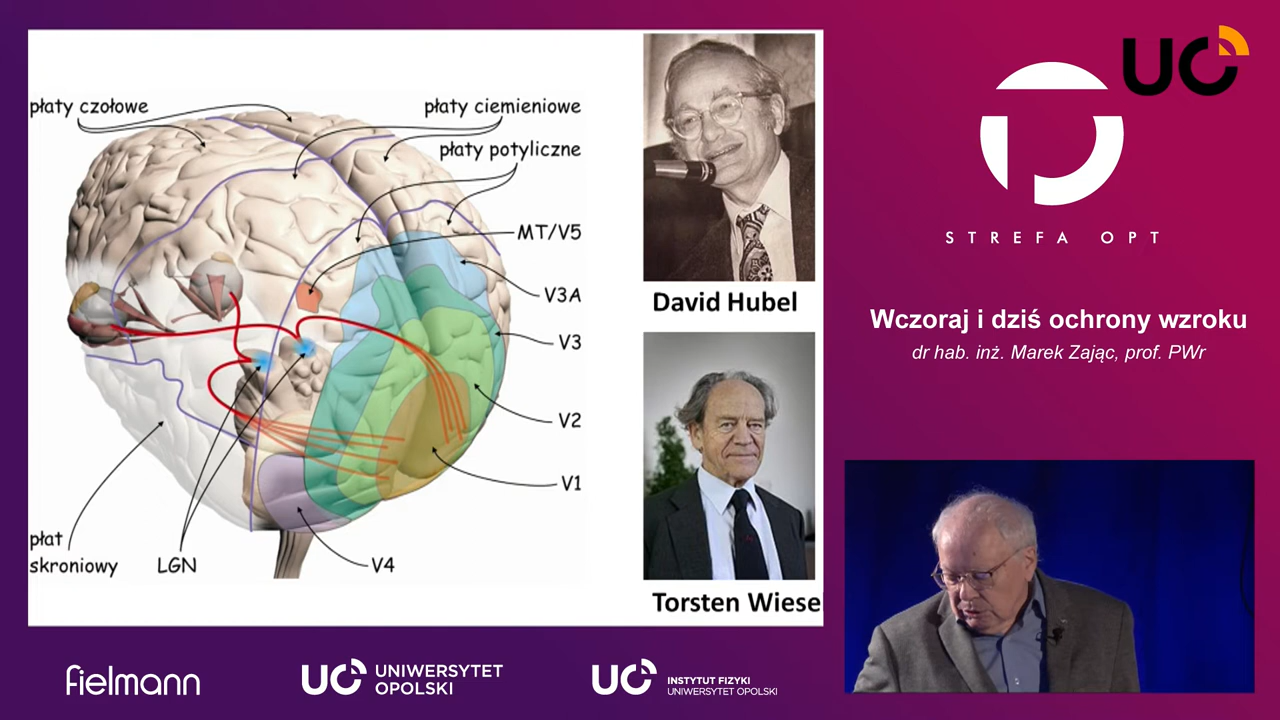 płaty czołowe
płaty ciemieniowe
płaty potyliczne
MT/V5
V3A
V3
V2
V1
V4
LGN
płat
skroniowy
David Hubel
Torsten Wiese
UO
STREFA OPT
Wczoraj i dziś ochrony wzroku
dr hab. inż. Marek Zając, prof. PWr
fielmann
UO UNIWERSYTET
OPOLSKI
UO INSTYTUT FIZYKI
UNIWERSYTET OPOLSKI